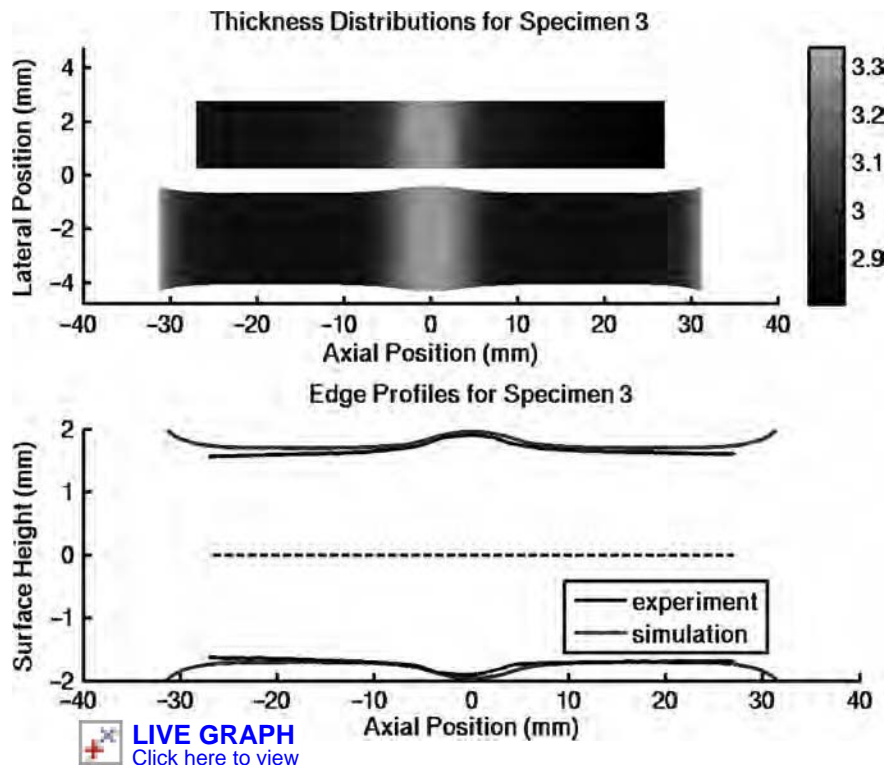 Thickness Distributions for Specimen 3
Lateral Position (mm)
4
2
0
−2
−4
−40 −30 −20 −10 0 10 20 30 40
Axial Position (mm)
3.3
3.2
3.1
3
2.9
Edge Profiles for Specimen 3
Surface Height (mm)
2
1
0
−1
−2
experiment
simulation
−40 −30 −20 −10 0 10 20 30 40
Axial Position (mm)
LIVE GRAPH
Click here to view